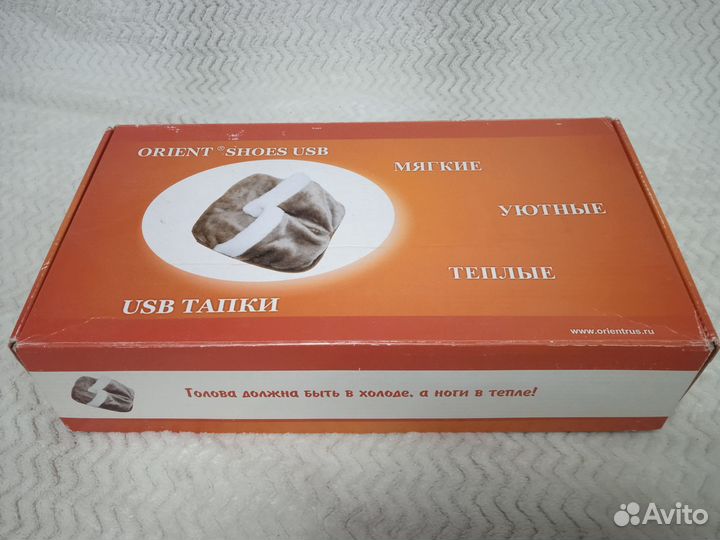 ORIENT ® SHOES USB
МЯГКИЕ
УЮТНЫЕ
ТЕПЛЫЕ
USB ТАПКИ
www.orientrus.ru
Голова должна быть в холоде, а ноги в тепле!
Avito